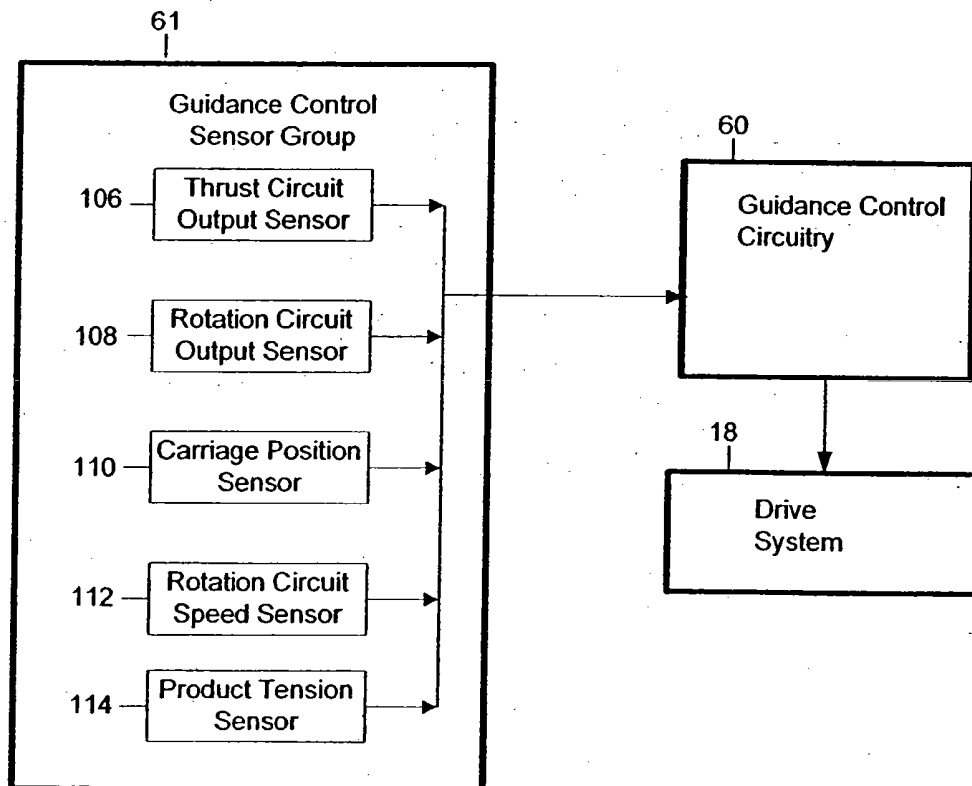 61
Guidance Control
Sensor Group
106
Thrust Circuit
Output Sensor
108
Rotation Circuit
Output Sensor
110
Carriage Position
Sensor
112
Rotation Circuit
Speed Sensor
114
Product Tension
Sensor
60
Guidance Control
Circuitry
18
Drive
System